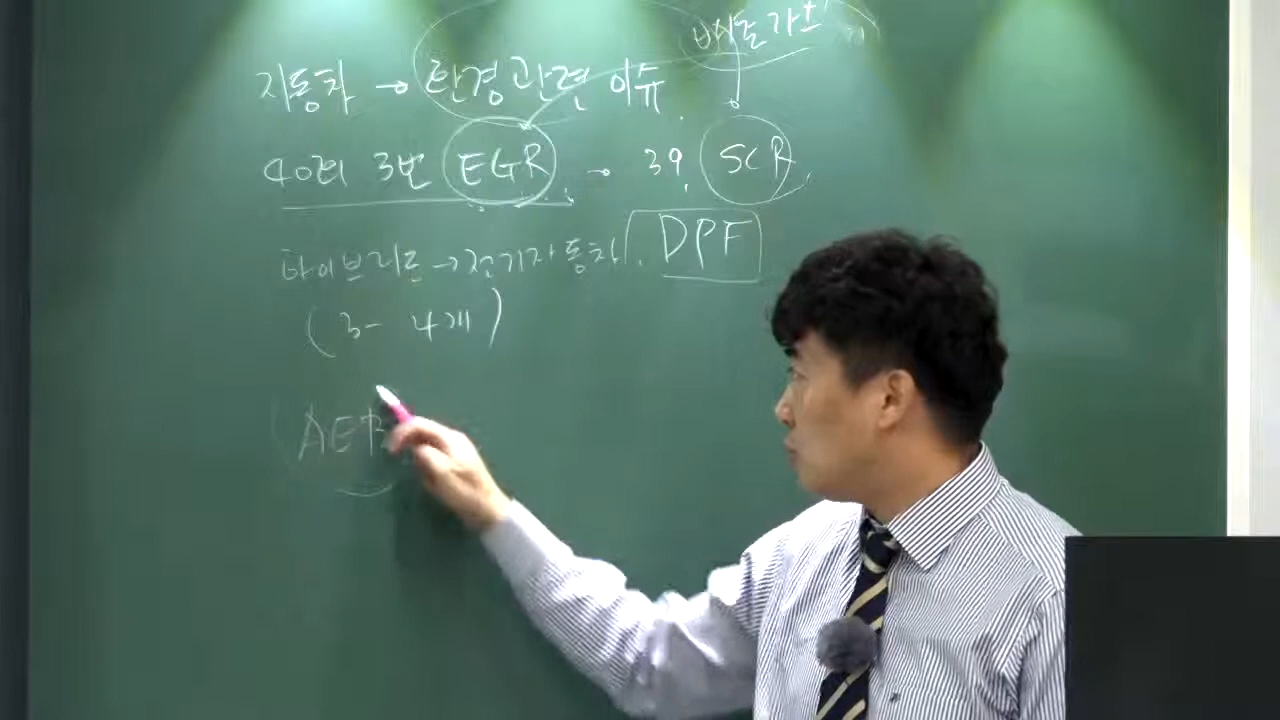 배출가스
자동차 → 환경관련 이슈.
40회 3번 EGR → 39. SCR
하이브리드 → 전기자동차. DPF
(3- 4개)
AEB